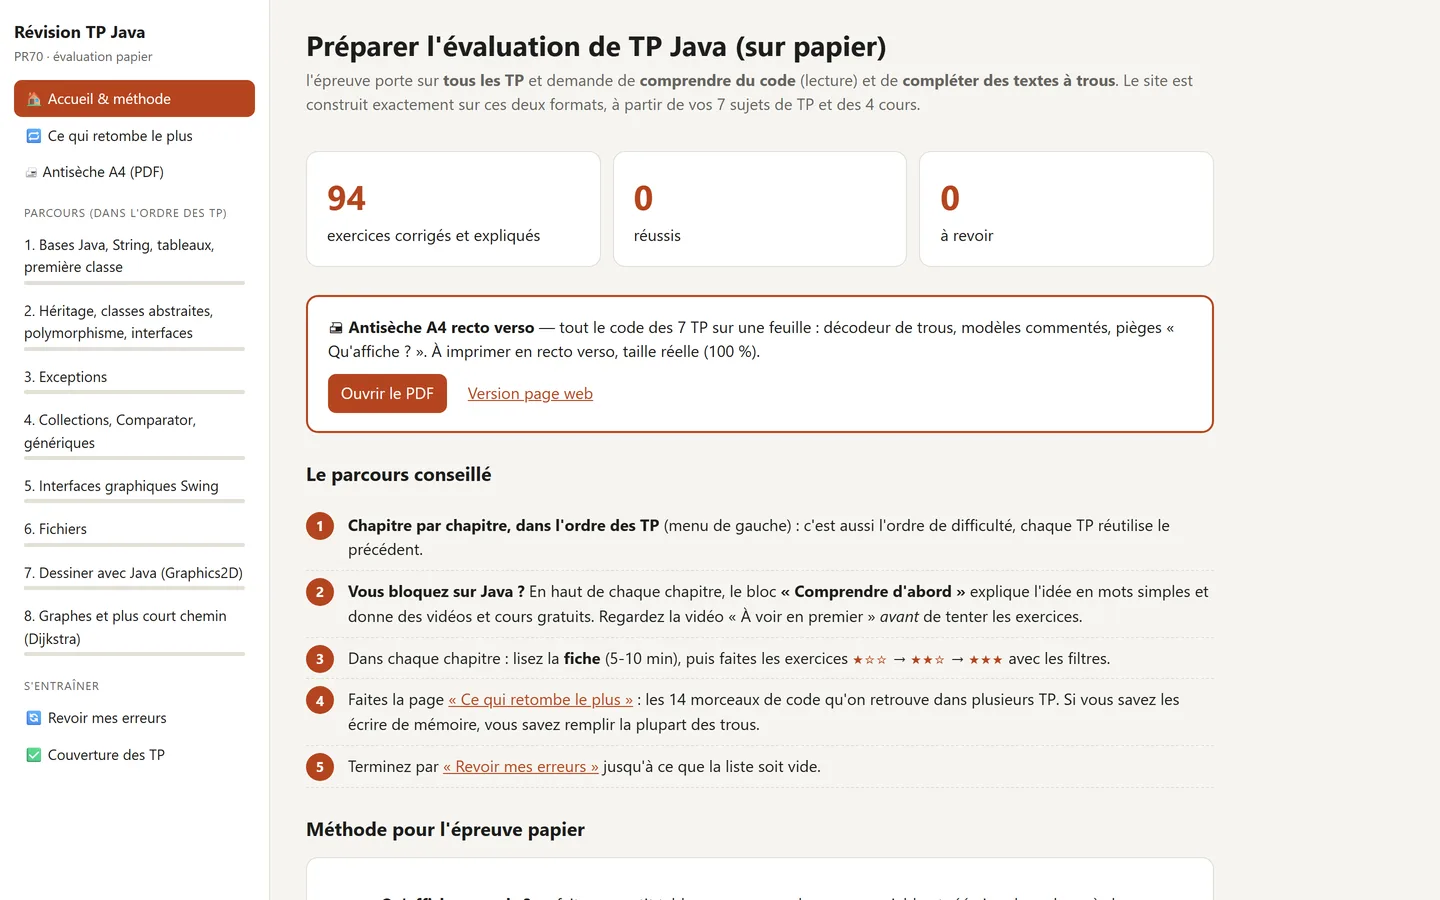 Révision TP Java
PR70 · évaluation papier
Accueil & méthode
Ce qui retombe le plus
Antisèche A4 (PDF)
PARCOURS (DANS L'ORDRE DES TP)
1. Bases Java, String, tableaux,
première classe
2. Héritage, classes abstraites,
polymorphisme, interfaces
3. Exceptions
4. Collections, Comparator,
génériques
5. Interfaces graphiques Swing
6. Fichiers
7. Dessiner avec Java (Graphics2D)
8. Graphes et plus court chemin
(Dijkstra)
S'ENTRAÎNER
Revoir mes erreurs
Couverture des TP
Préparer l'évaluation de TP Java (sur papier)
l'épreuve porte sur tous les TP et demande de comprendre du code (lecture) et de compléter des textes à trous. Le site est
construit exactement sur ces deux formats, à partir de vos 7 sujets de TP et des 4 cours.
94
exercices corrigés et expliqués
0
réussis
0
à revoir
Antisèche A4 recto verso — tout le code des 7 TP sur une feuille : décodeur de trous, modèles commentés, pièges «
Qu'affiche ? ». À imprimer en recto verso, taille réelle (100 %).
Ouvrir le PDF
Version page web
Le parcours conseillé
1 Chapitre par chapitre, dans l'ordre des TP (menu de gauche) : c'est aussi l'ordre de difficulté, chaque TP réutilise le
précédent.
2 Vous bloquez sur Java ? En haut de chaque chapitre, le bloc « Comprendre d'abord » explique l'idée en mots simples et
donne des vidéos et cours gratuits. Regardez la vidéo « À voir en premier » avant de tenter les exercices.
3 Dans chaque chapitre : lisez la fiche (5-10 min), puis faites les exercices ★☆☆ → ★★☆ → ★★★ avec les filtres.
4 Faites la page « Ce qui retombe le plus » : les 14 morceaux de code qu'on retrouve dans plusieurs TP. Si vous savez les
écrire de mémoire, vous savez remplir la plupart des trous.
5 Terminez par « Revoir mes erreurs » jusqu'à ce que la liste soit vide.
Méthode pour l'épreuve papier